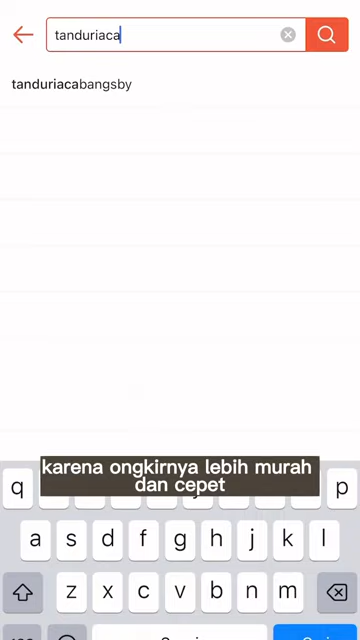 tanduriaca
tanduriacabangsby
karena ongkirnya lebih murah
dan cepet
q p
a s d f g h j k l
z x c v b n m